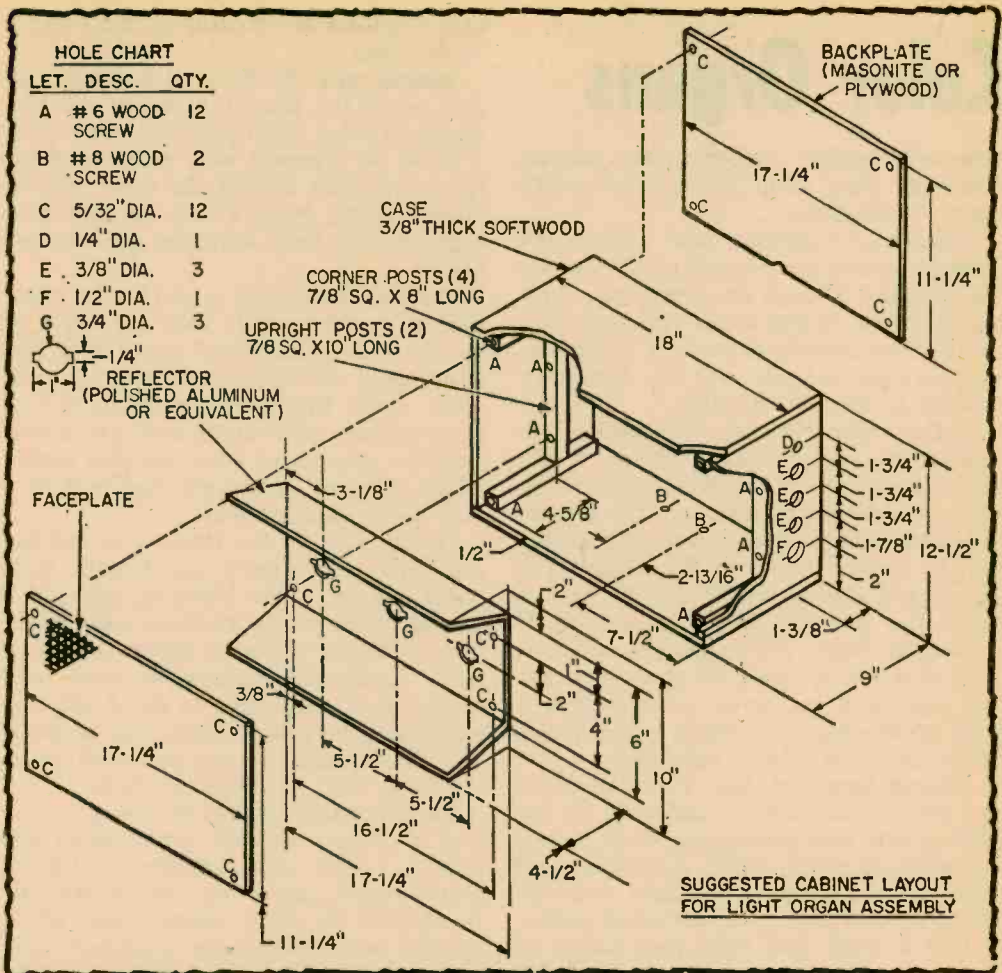 HOLE CHART
LET. DESC. QTY.
A #6 WOOD SCREW 12
B #8 WOOD SCREW 2
C 5/32" DIA. 12
D 1/4" DIA. 1
E 3/8" DIA. 3
F 1/2" DIA. 1
G 3/4" DIA. 3
1/4"
1"
REFLECTOR
(POLISHED ALUMINUM
OR EQUIVALENT)
FACEPLATE
BACKPLATE
(MASONITE OR
PLYWOOD)
C
C
C
C
17-1/4"
11-1/4"
CASE
3/8" THICK SOFTWOOD
CORNER POSTS (4)
7/8" SQ. X 8" LONG
UPRIGHT POSTS (2)
7/8 SQ. X10" LONG
18"
A
A
A
A
A
A
A
B
B
D
E
E
E
F
1-3/4"
1-3/4"
1-3/4"
1-7/8"
2"
12-1/2"
4-5/8"
1/2"
2-13/16"
7-1/2"
1-3/8"
9"
3-1/8"
G
G
G
C
C
C
2"
1"
2"
4"
6"
10"
3/8"
5-1/2"
5-1/2"
16-1/2"
17-1/4"
4-1/2"
C
C
C
C
17-1/4"
11-1/4"
SUGGESTED CABINET LAYOUT
FOR LIGHT ORGAN ASSEMBLY